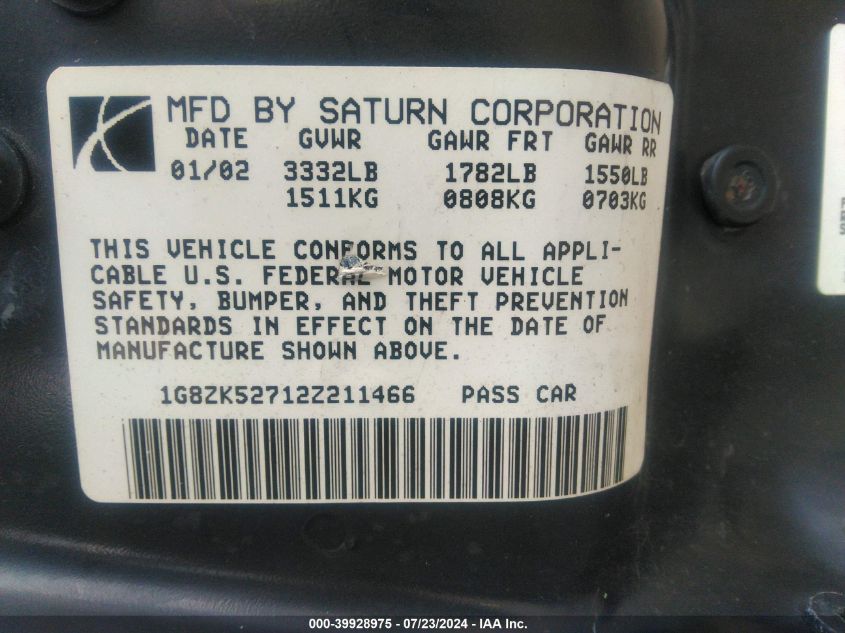 MFD BY SATURN CORPORATION
DATE GVWR GAWR FRT GAWR RR
01/02 3332LB 1782LB 1550LB
1511KG 0808KG 0703KG
THIS VEHICLE CONFORMS TO ALL APPLI-
CABLE U.S. FEDERAL MOTOR VEHICLE
SAFETY, BUMPER, AND THEFT PREVENTION
STANDARDS IN EFFECT ON THE DATE OF
MANUFACTURE SHOWN ABOVE.
1G8ZK52712Z211466 PASS CAR
000-39928975 - 07/23/2024 - IAA Inc.